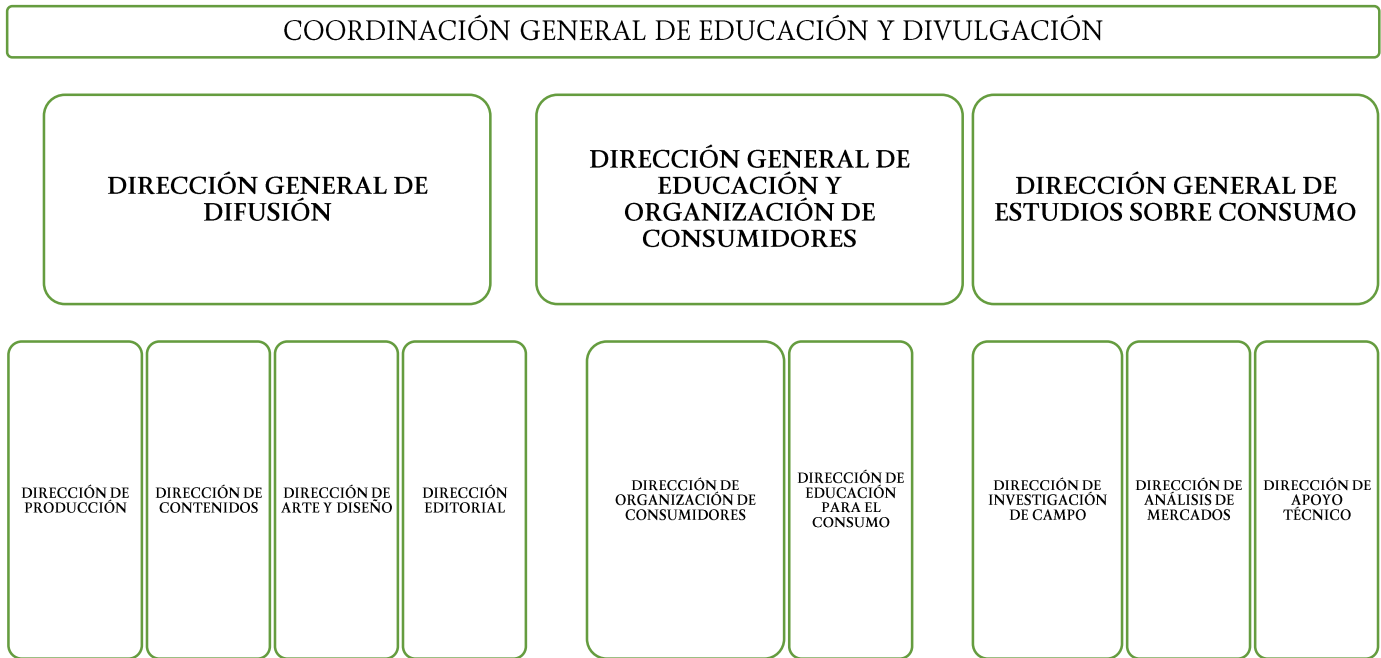 COORDINACIÓN GENERAL DE EDUCACIÓN Y DIVULGACIÓN
DIRECCIÓN GENERAL DE
DIFUSIÓN
DIRECCIÓN GENERAL DE
EDUCACIÓN Y
ORGANIZACIÓN DE
CONSUMIDORES
DIRECCIÓN GENERAL DE
ESTUDIOS SOBRE CONSUMO
DIRECCIÓN DE
PRODUCCIÓN
DIRECCIÓN DE
CONTENIDOS
DIRECCIÓN DE
ARTE Y DISEÑO
DIRECCIÓN
EDITORIAL
DIRECCIÓN DE
ORGANIZACIÓN DE
CONSUMIDORES
DIRECCIÓN DE
EDUCACIÓN
PARA EL
CONSUMO
DIRECCIÓN DE
INVESTIGACIÓN
DE CAMPO
DIRECCIÓN DE
ANÁLISIS DE
MERCADOS
DIRECCIÓN DE
APOYO
TÉCNICO